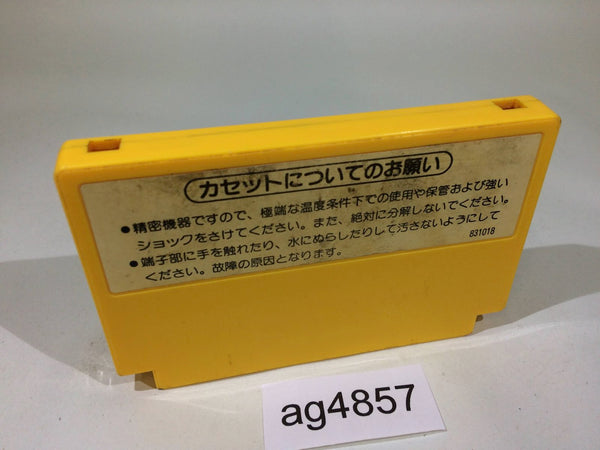 カセットについてのお願い
●精密機器ですので、極端な温度条件下での使用や保管および強い
ショックをさけてください。また、絶対に分解しないでください。
●端子部に手を触れたり、水にぬらしたりして汚さないようにして
ください。故障の原因となります。
831018
ag4857